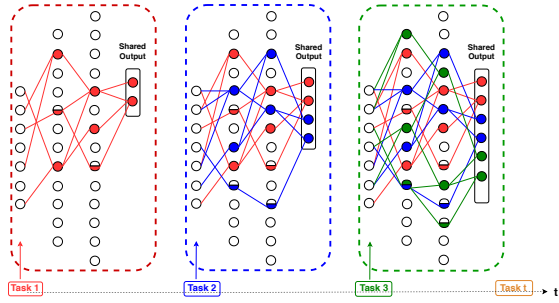 Shared
Output
Shared
Output
Shared
Output
Task 1
Task 2
Task 3
Task t
t